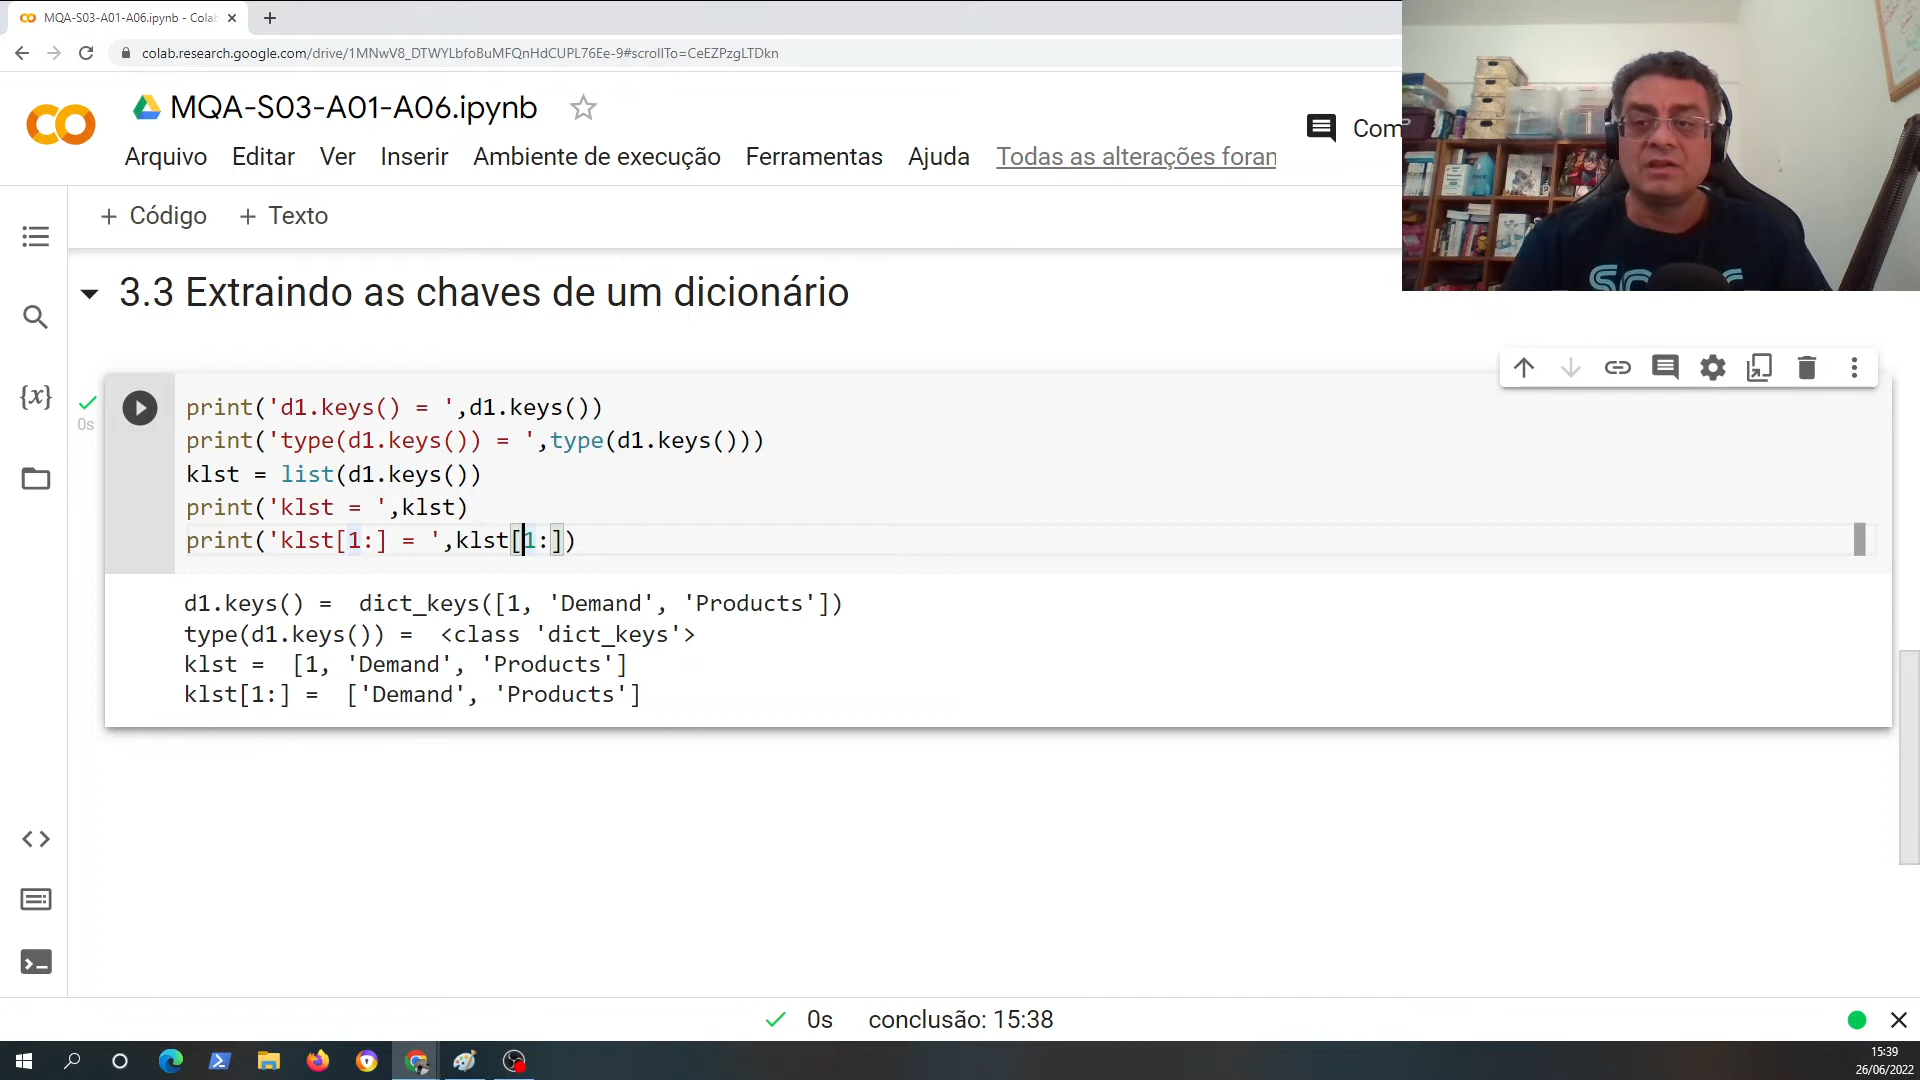 MQA-S03-A01-A06.ipynb - Cola
colab.research.google.com/drive/1MNwV8_DTWYLbfoBuMFQnHdCUPL76Ee-9#scrollTo=CeEZPzgLTDkn
MQA-S03-A01-A06.ipynb
Com
Arquivo Editar Ver Inserir Ambiente de execução Ferramentas Ajuda Todas as alterações foran
+ Código + Texto
3.3 Extraindo as chaves de um dicionário
{x}
0s
print('d1.keys() = ',d1.keys())
print('type(d1.keys()) = ',type(d1.keys()))
klst = list(d1.keys())
print('klst = ',klst)
print('klst[1:] = ',klst[1:])
d1.keys() =  dict_keys([1, 'Demand', 'Products'])
type(d1.keys()) =  <class 'dict_keys'>
klst =  [1, 'Demand', 'Products']
klst[1:] =  ['Demand', 'Products']
0s conclusão: 15:38
15:39
26/06/2022